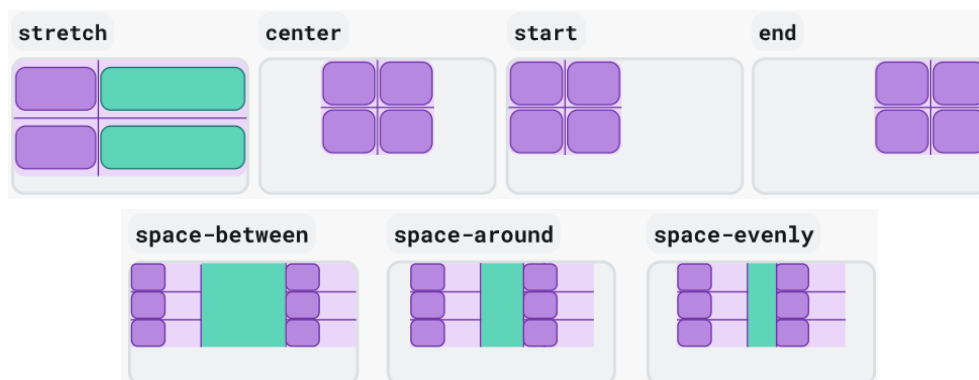 stretch
center
start
end
space-between
space-around
space-evenly